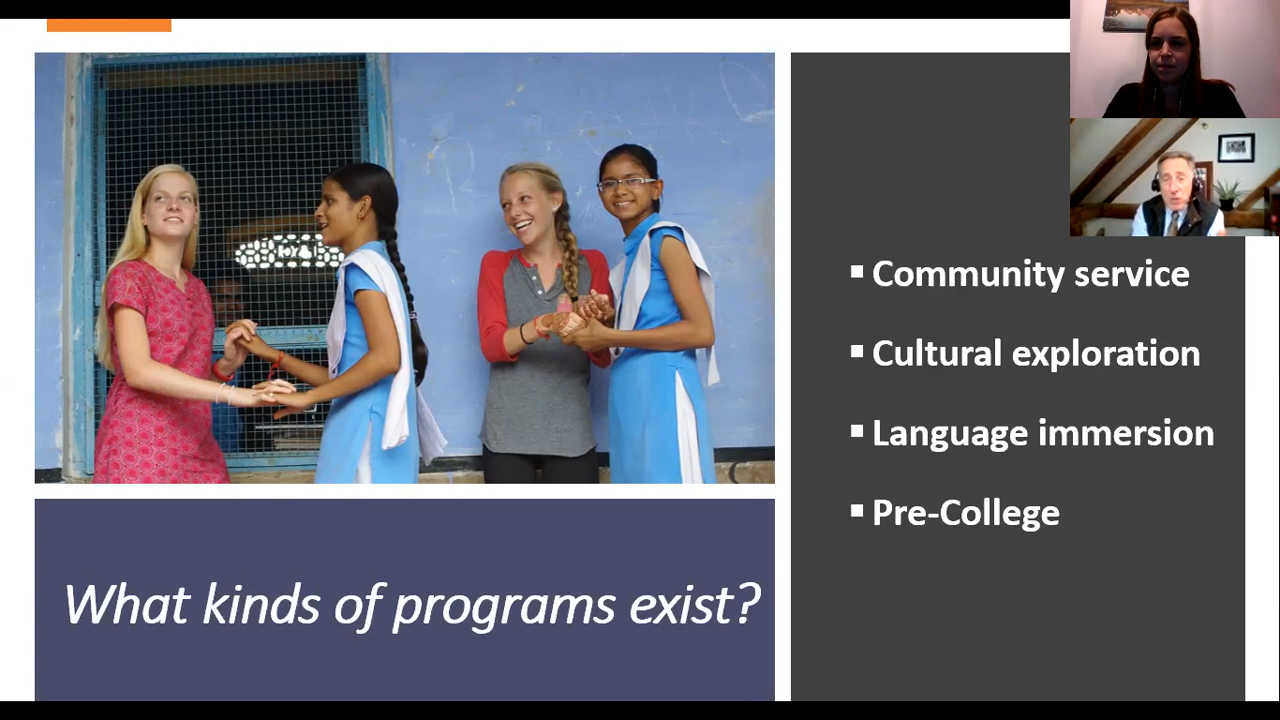 Community service
Cultural exploration
Language immersion
Pre-College
What kinds of programs exist?